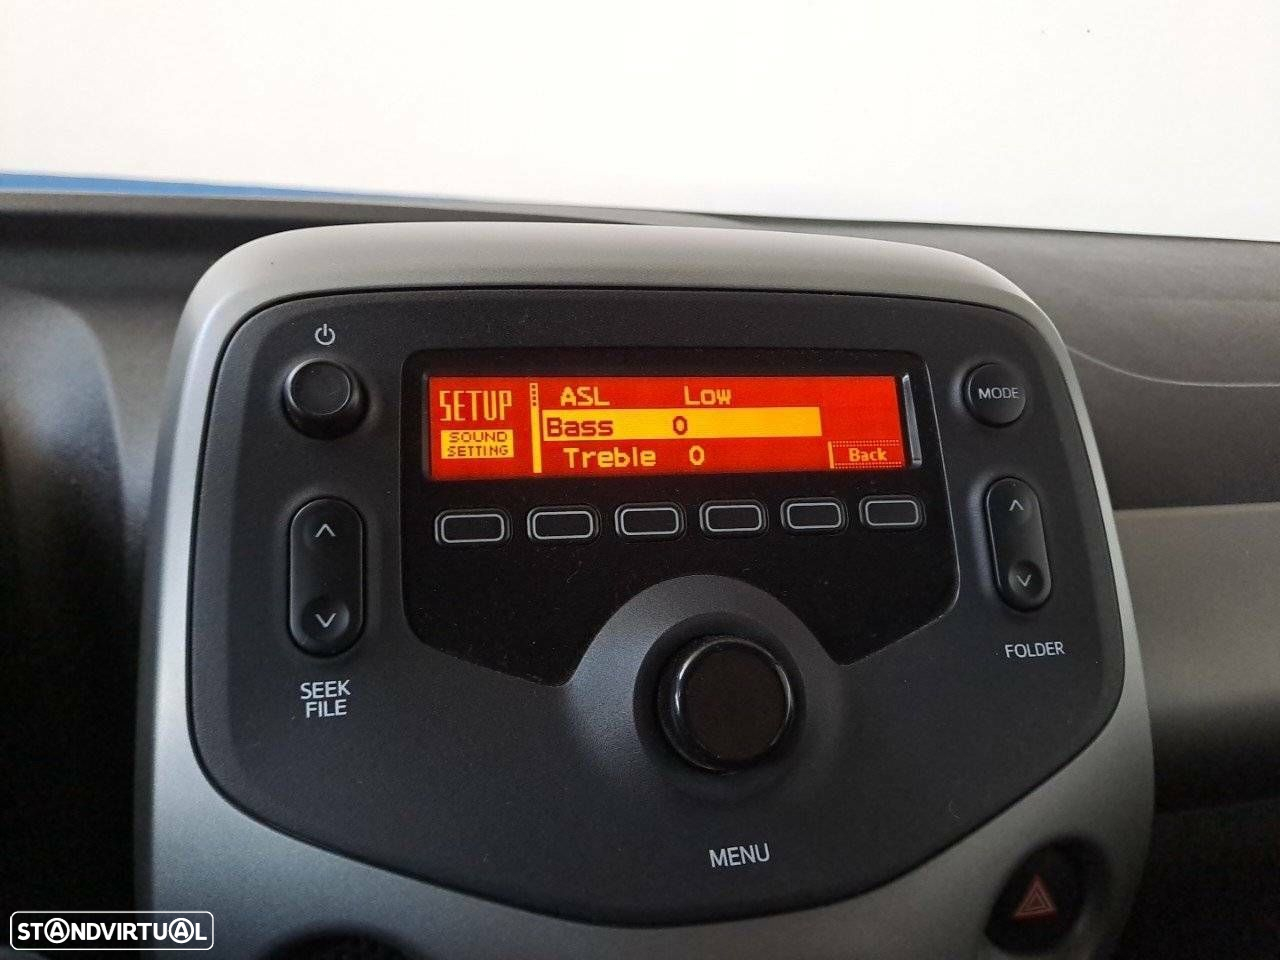 SETUP
SOUND
SETTING
ASL Low
Bass 0
Treble 0
Back
MODE
SEEK
FILE
FOLDER
MENU
STANDVIRTUAL